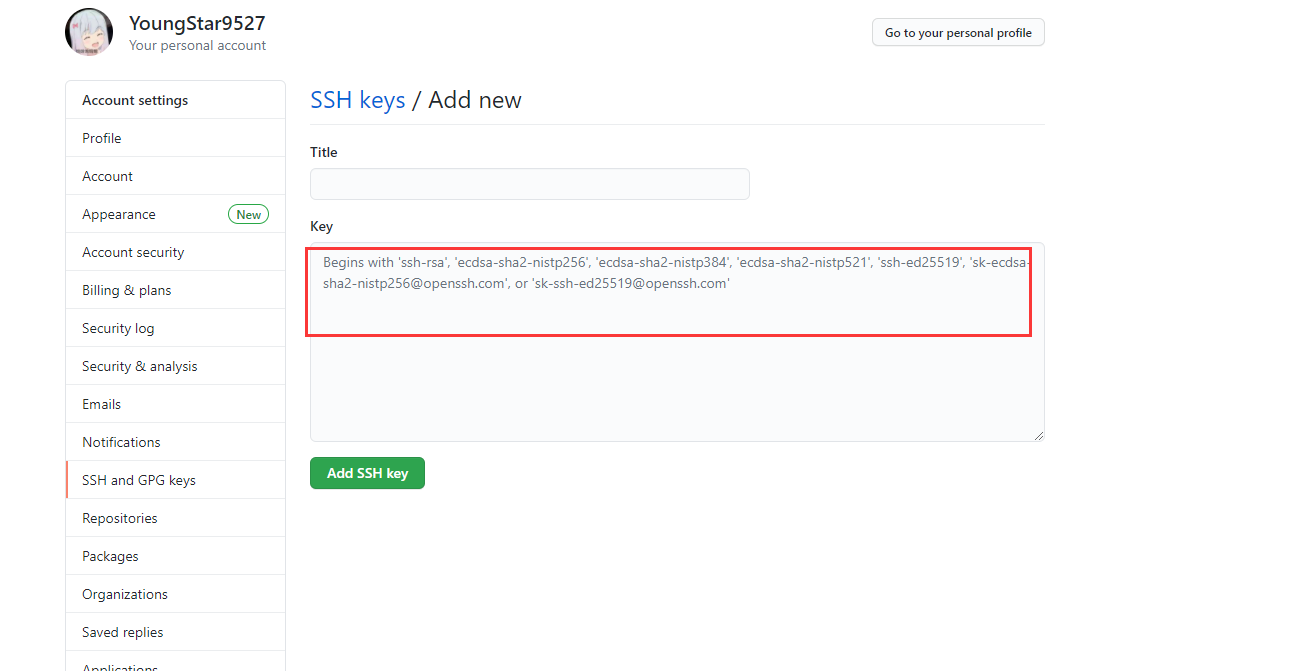 YoungStar9527
Your personal account
Go to your personal profile
Account settings
Profile
Account
Appearance New
Account security
Billing & plans
Security log
Security & analysis
Emails
Notifications
SSH and GPG keys
Repositories
Packages
Organizations
Saved replies
Applications
SSH keys / Add new
Title
Key
Begins with 'ssh-rsa', 'ecdsa-sha2-nistp256', 'ecdsa-sha2-nistp384', 'ecdsa-sha2-nistp521', 'ssh-ed25519', 'sk-ecdsa-
sha2-nistp256@openssh.com', or 'sk-ssh-ed25519@openssh.com'
Add SSH key